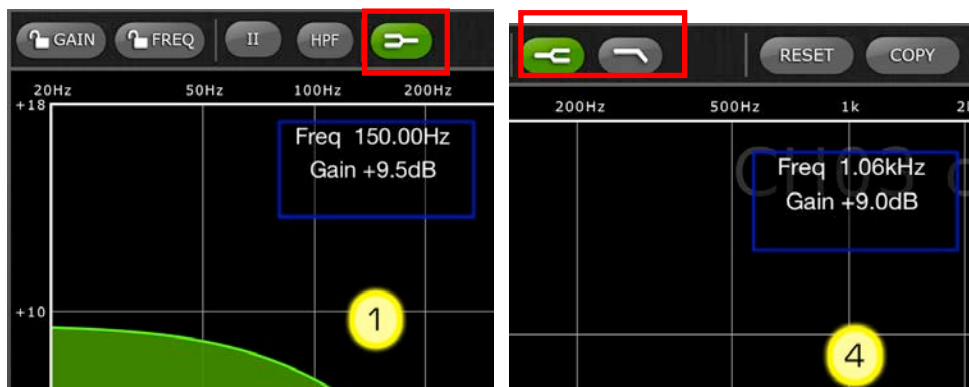 GAIN FREQ II HPF
20Hz 50Hz 100Hz 200Hz
+18
Freq 150.00Hz
Gain +9.5dB
+10
1
RESET COPY
200Hz 500Hz 1k
CH03
Freq 1.06kHz
Gain +9.0dB
4